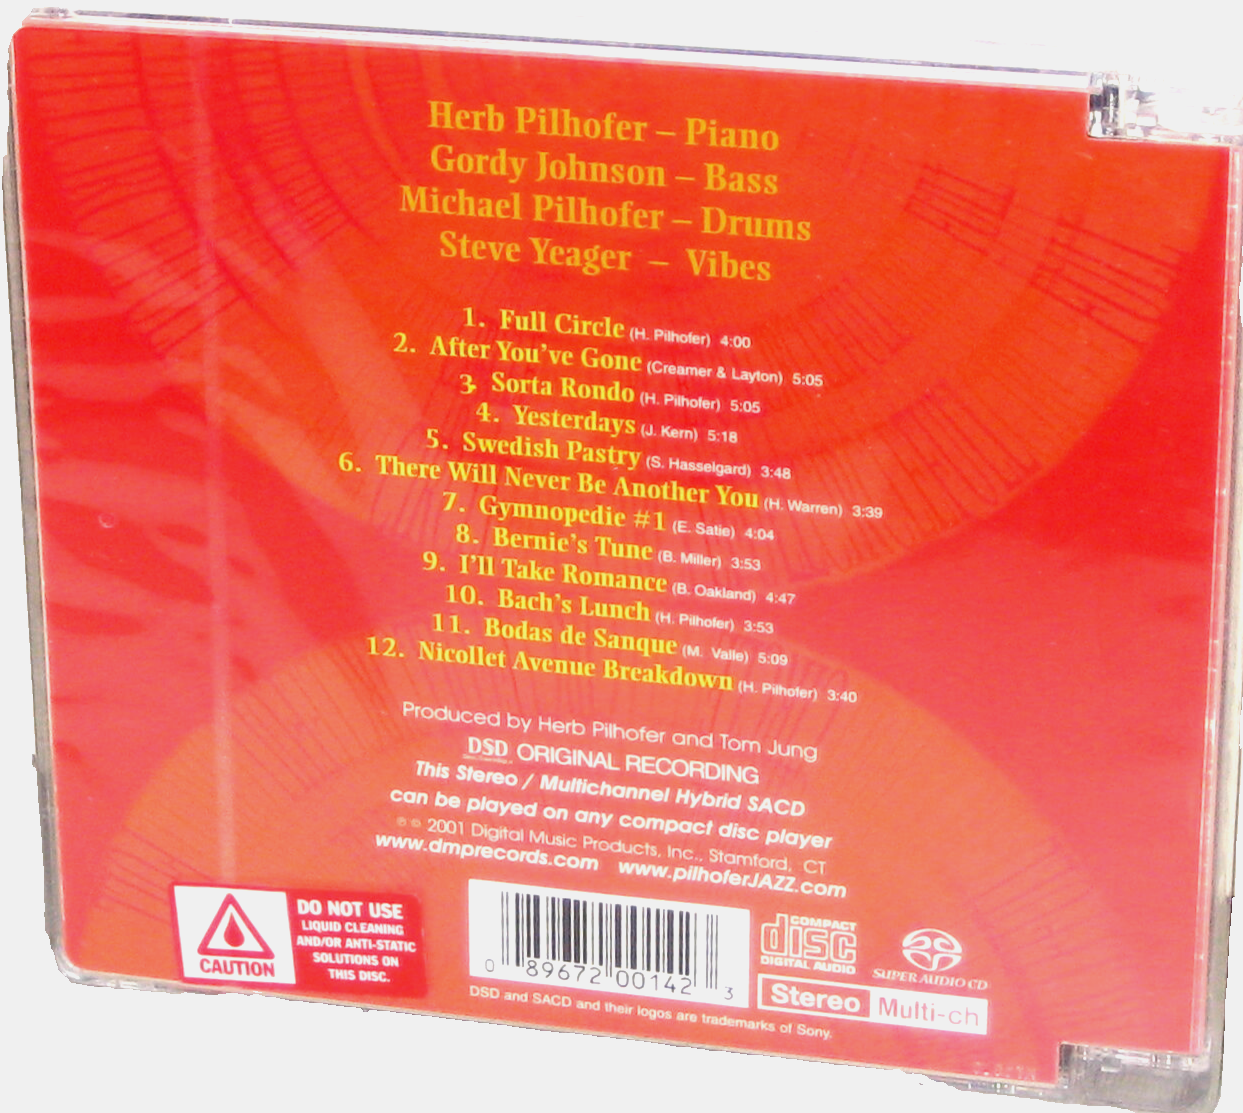 Herb Pilhofer – Piano
Gordy Johnson – Bass
Michael Pilhofer – Drums
Steve Yeager – Vibes
1. Full Circle (H. Pilhofer) 4:00
2. After You've Gone (Creamer & Layton) 5:05
3. Sorta Rondo (H. Pilhofer) 5:05
4. Yesterdays (J. Kern) 5:18
5. Swedish Pastry (S. Hasselgard) 3:48
6. There Will Never Be Another You (H. Warren) 3:39
7. Gymnopedie #1 (E. Satie) 4:04
8. Bernie's Tune (B. Miller) 3:53
9. I'll Take Romance (B. Oakland) 4:47
10. Bach's Lunch (H. Pilhofer) 3:53
11. Bodas de Sanque (M. Valle) 5:09
12. Nicollet Avenue Breakdown (H. Pilhofer) 3:40
Produced by Herb Pilhofer and Tom Jung
DSD ORIGINAL RECORDING
This Stereo / Multichannel Hybrid SACD
can be played on any compact disc player
℗ © 2001 Digital Music Products, Inc., Stamford, CT
www.dmprecords.com www.pilhoferJAZZ.com
CAUTION
DO NOT USE
LIQUID CLEANING
AND/OR ANTI-STATIC
SOLUTIONS ON
THIS DISC.
0 89672 00142 3
COMPACT
disc
DIGITAL AUDIO
SUPER AUDIO CD
Stereo Multi-ch
DSD and SACD and their logos are trademarks of Sony.